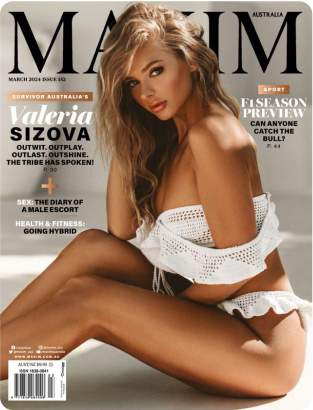 MAXIM
AUSTRALIA
MARCH 2024 ISSUE 152
SURVIVOR AUSTRALIA'S
Valeria
SIZOVA
OUTWIT. OUTPLAY.
OUTLAST. OUTSHINE.
THE TRIBE HAS SPOKEN!
P. 30
+
SEX: THE DIARY OF
A MALE ESCORT
HEALTH & FITNESS:
GOING HYBRID
SPORT
F1 SEASON
PREVIEW
CAN ANYONE
CATCH THE
BULL?
P. 44
WWW.MAXIM.COM.AU